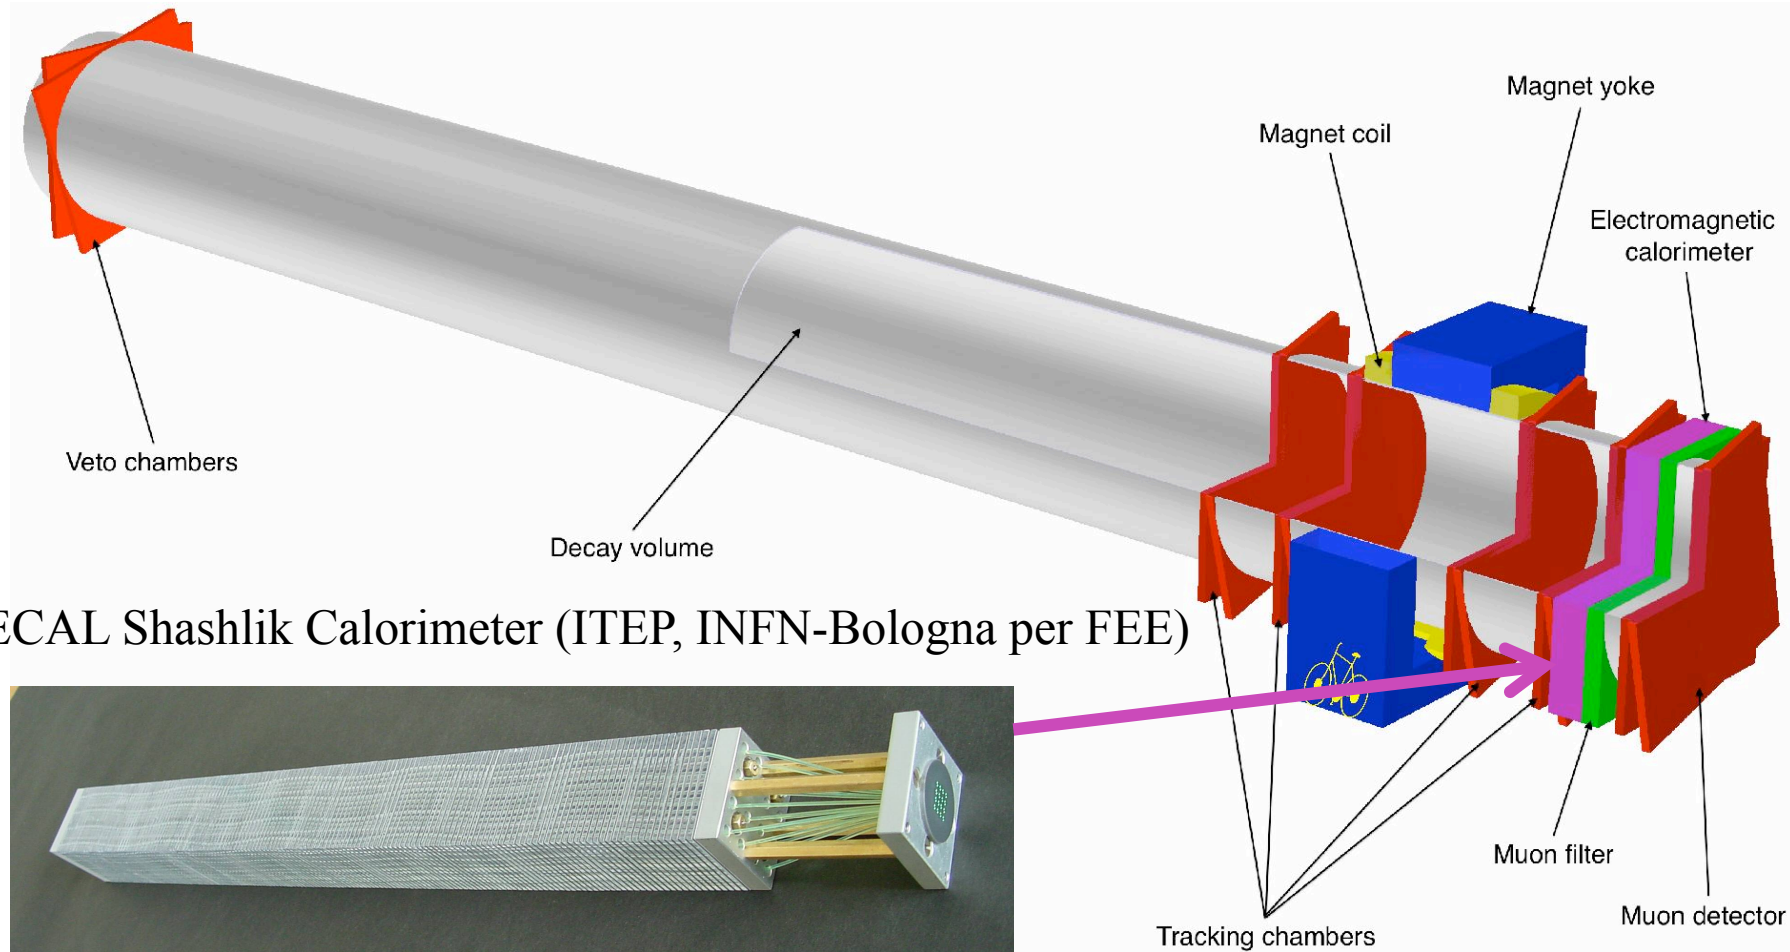 Magnet yoke
Magnet coil
Electromagnetic
calorimeter
Veto chambers
Decay volume
ECAL Shashlik Calorimeter (ITEP, INFN-Bologna per FEE)
Muon filter
Muon detector
Tracking chambers